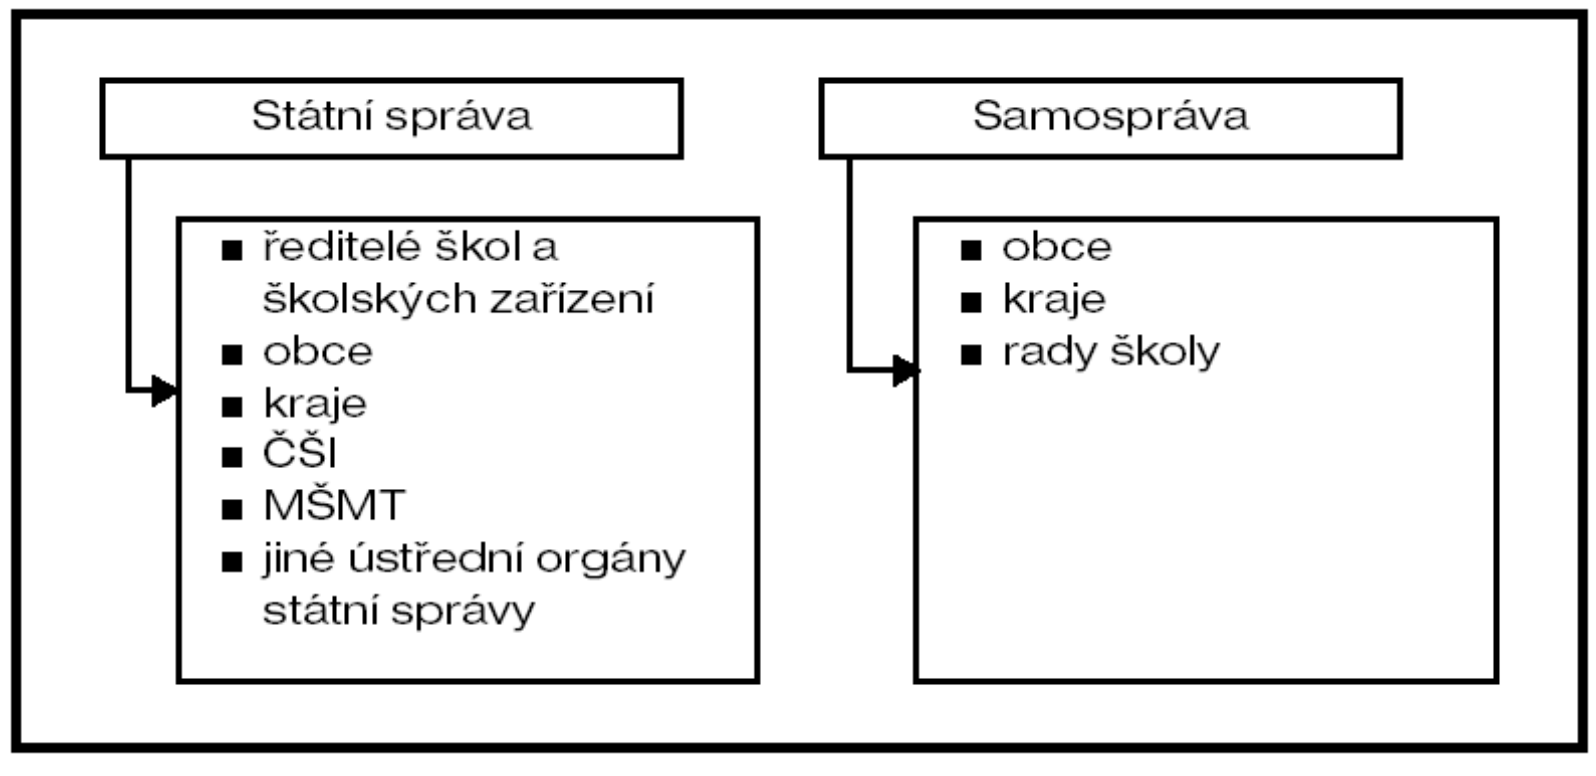 Státní správa
■ ředitelé škol a
školských zařízení
■ obce
■ kraje
■ ČŠI
■ MŠMT
■ jiné ústřední orgány
státní správy
Samospráva
■ obce
■ kraje
■ rady školy